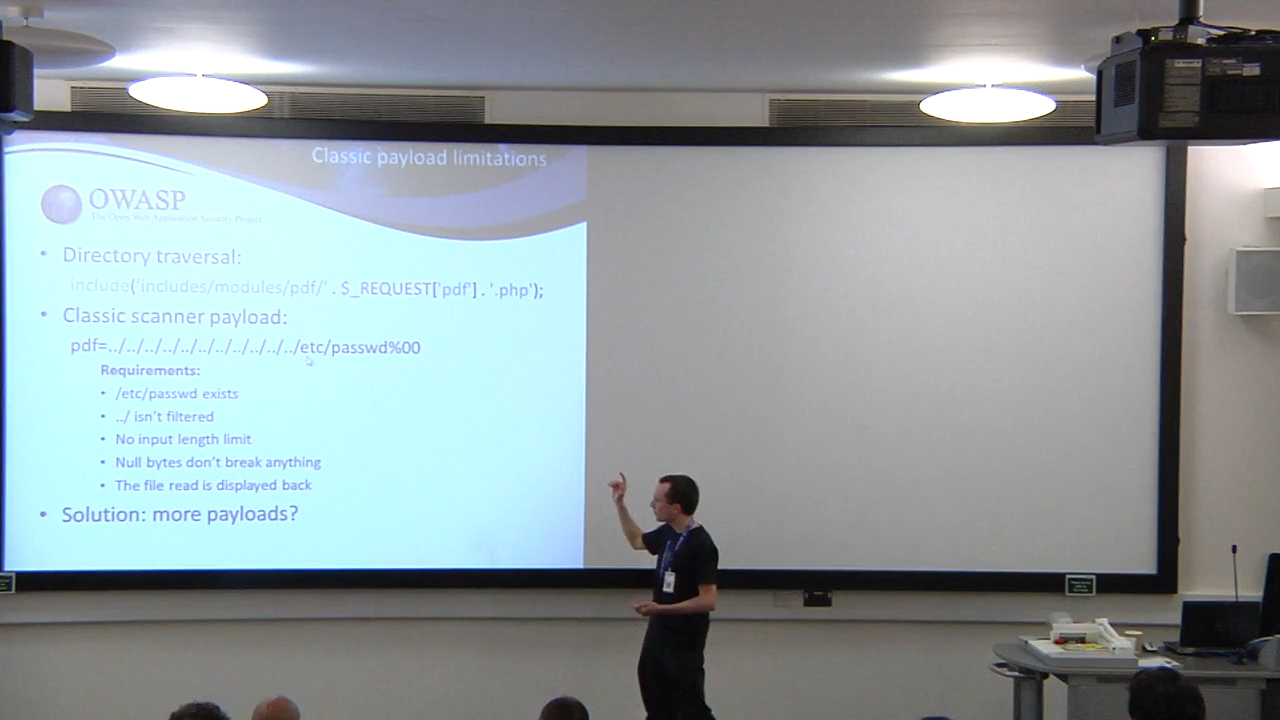 Classic payload limitations
OWASP
The Open Web Application Security Project
• Directory traversal:
include('includes/modules/pdf/' . $_REQUEST['pdf'] . '.php');
• Classic scanner payload:
pdf=../../../../../../../../../../etc/passwd%00
Requirements:
• /etc/passwd exists
• ../ isn't filtered
• No input length limit
• Null bytes don't break anything
• The file read is displayed back
• Solution: more payloads?